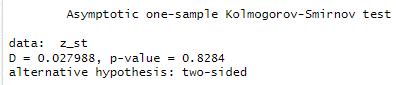 Asymptotic one-sample Kolmogorov-Smirnov test
data:  z_st
D = 0.027988, p-value = 0.8284
alternative hypothesis: two-sided